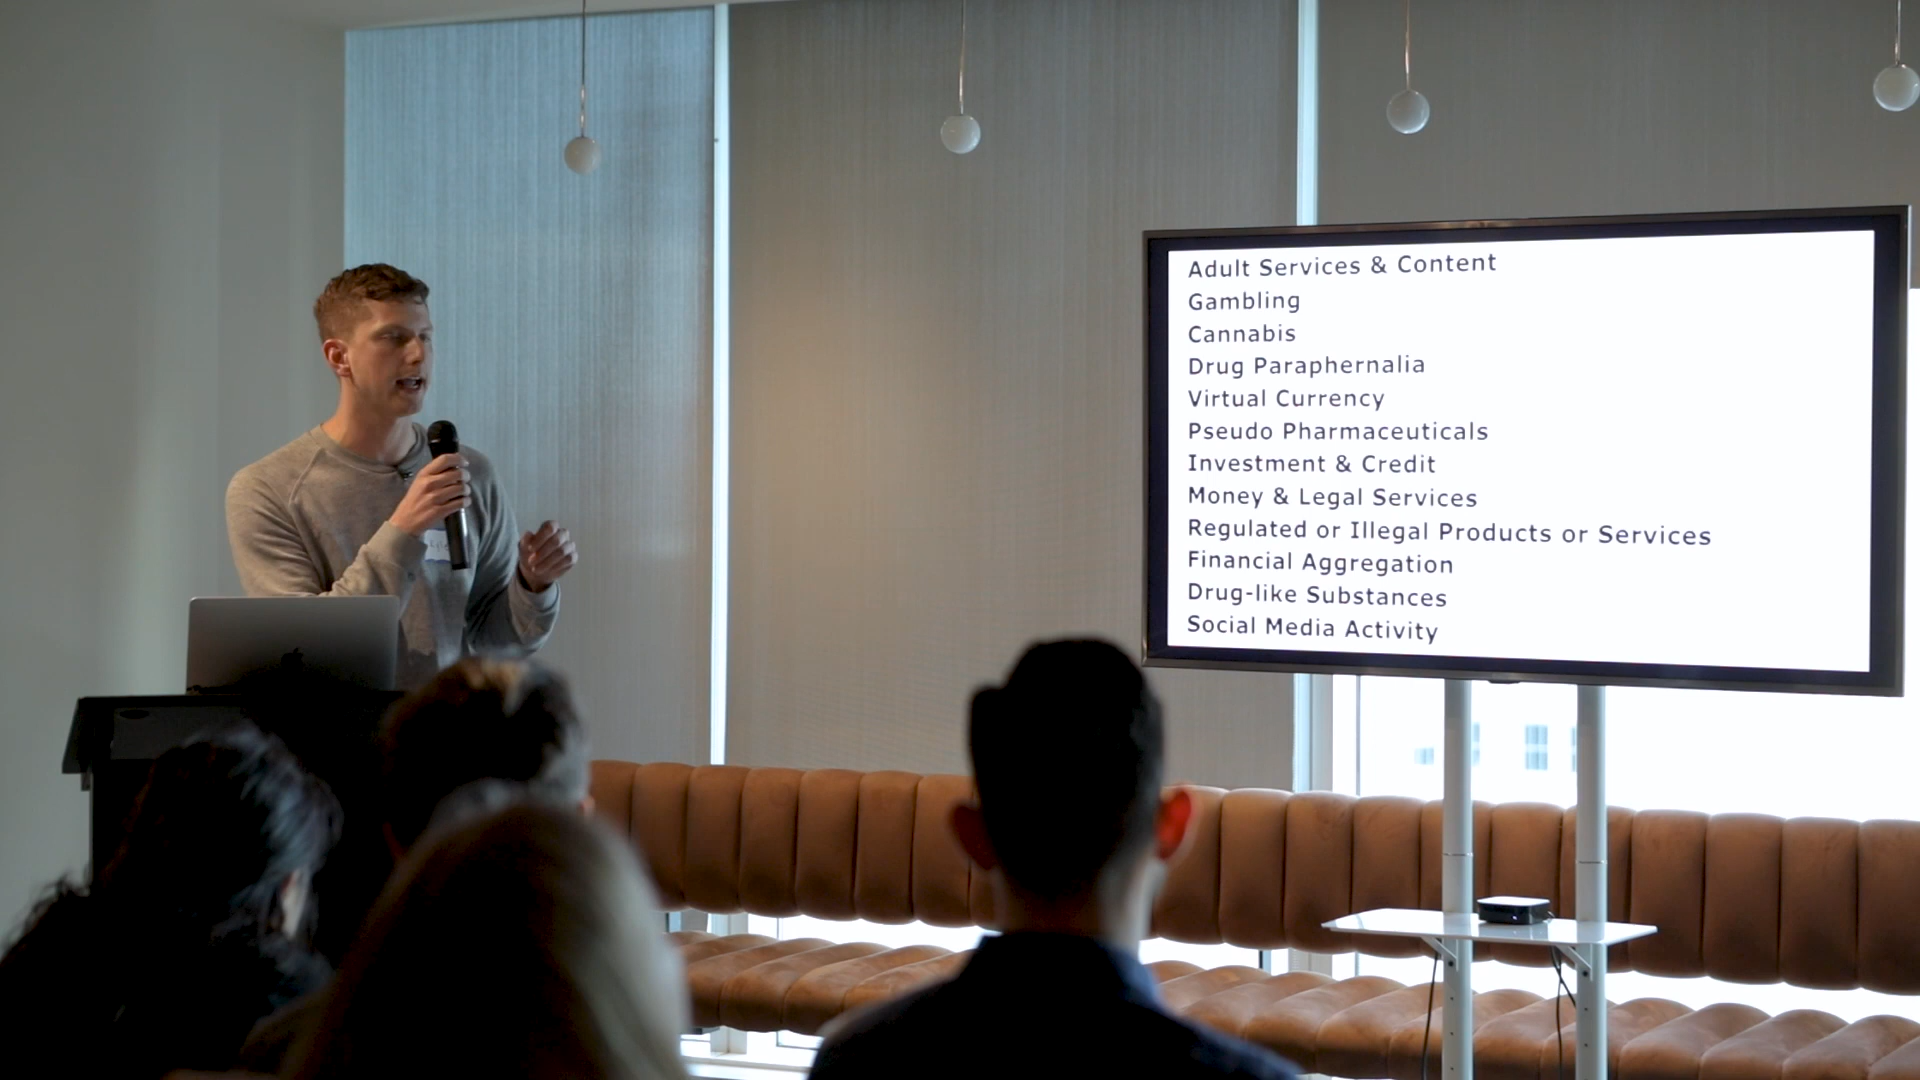 Adult Services & Content
Gambling
Cannabis
Drug Paraphernalia
Virtual Currency
Pseudo Pharmaceuticals
Investment & Credit
Money & Legal Services
Regulated or Illegal Products or Services
Financial Aggregation
Drug-like Substances
Social Media Activity